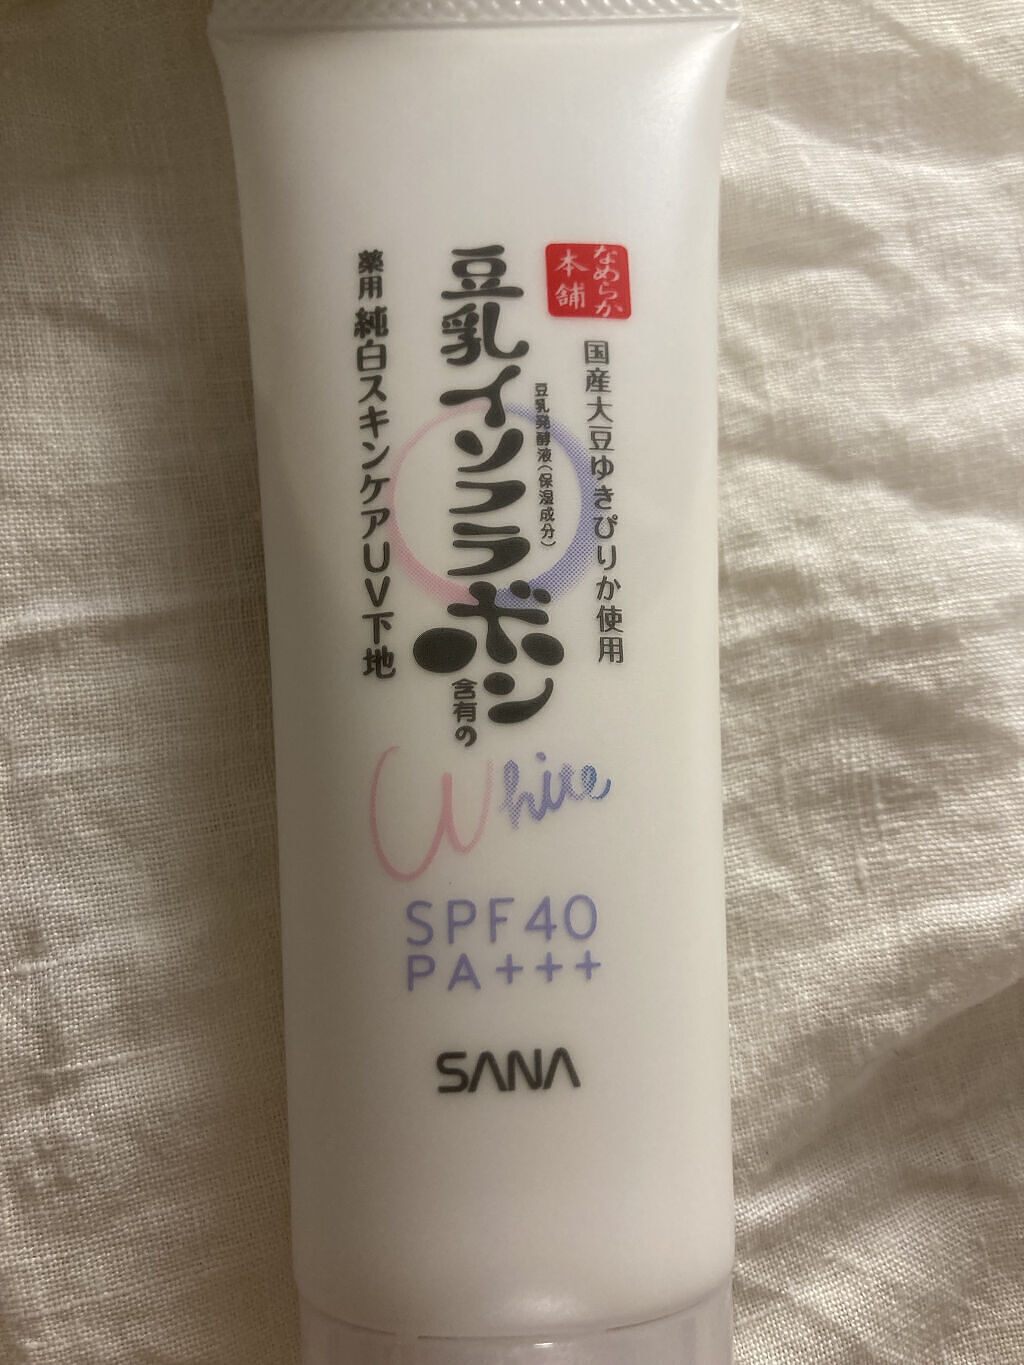 なめらか
本舗
国産大豆ゆきぴりか使用
豆乳発酵液(保湿成分)
豆乳イソフラボン
含有の
薬用 純白スキンケアUV下地
White
SPF40
PA+++
SANA